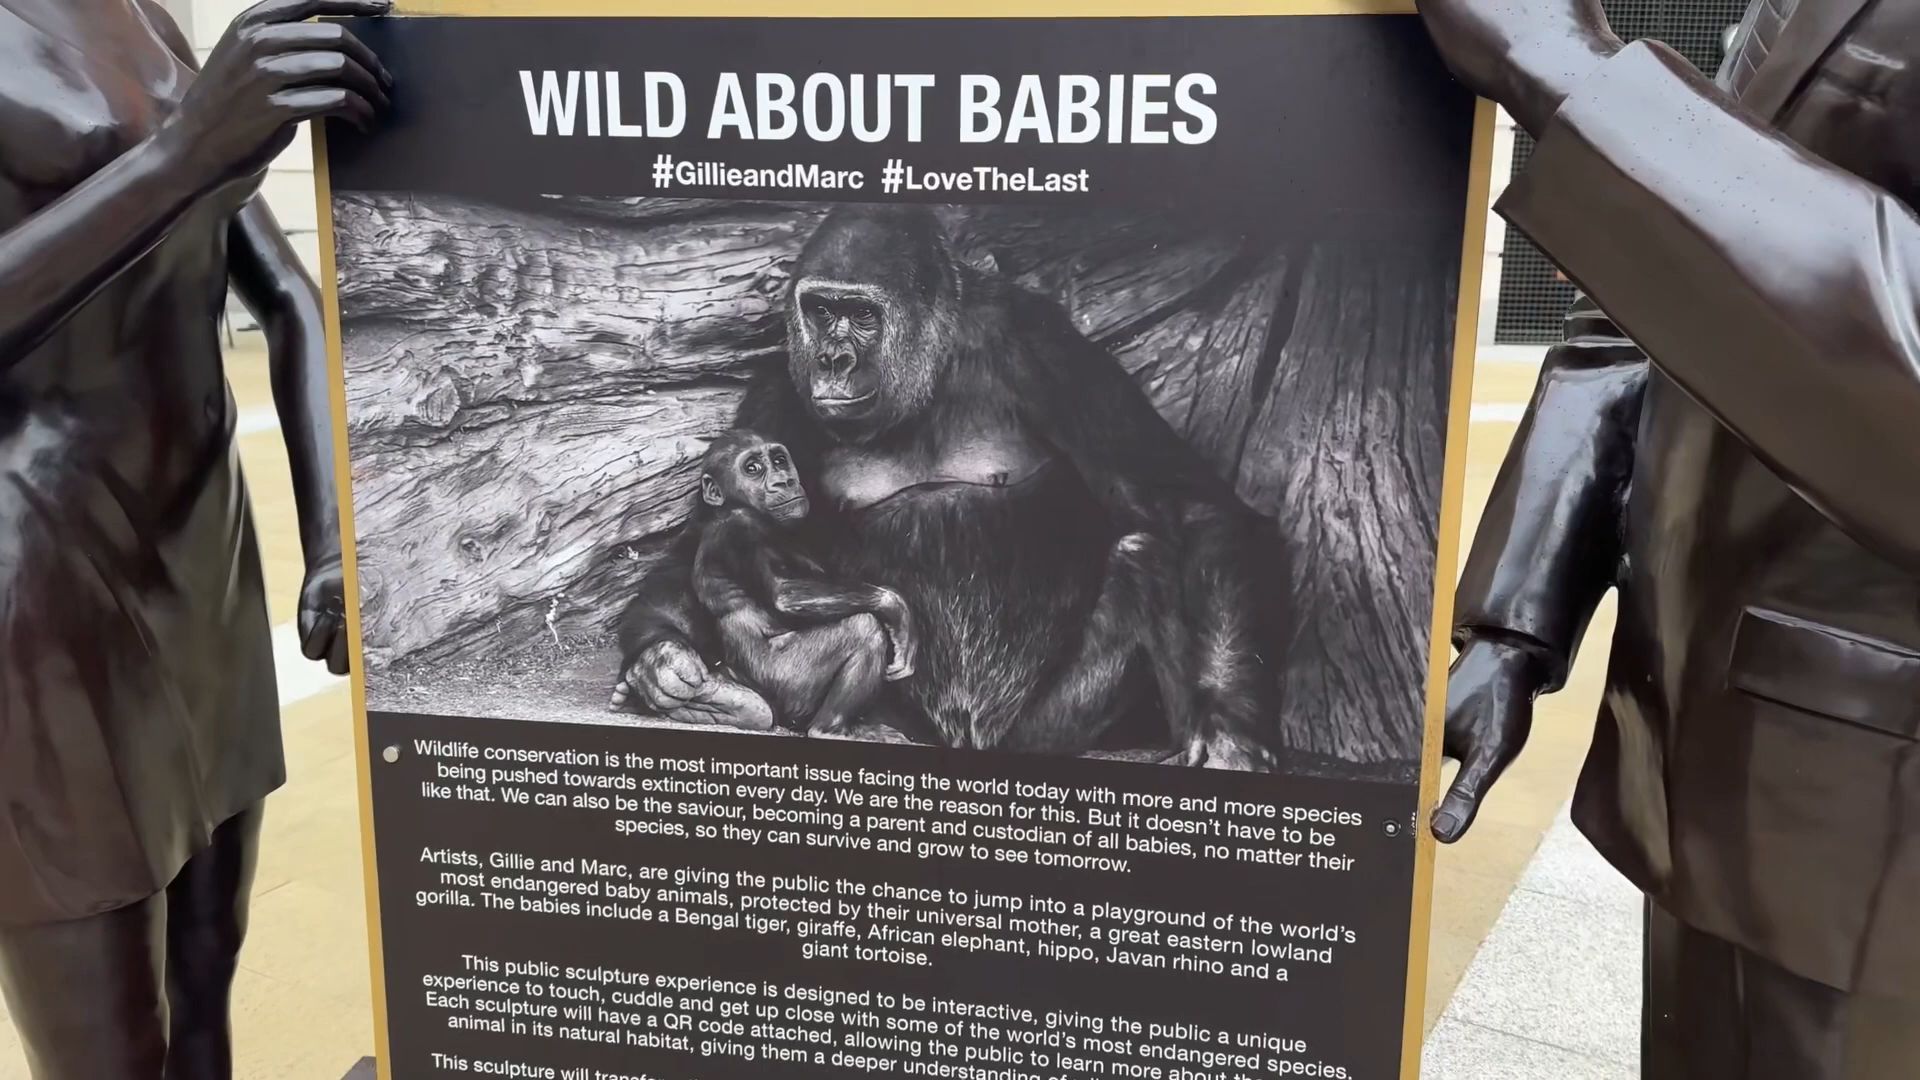 WILD ABOUT BABIES
#GillieandMarc #LoveTheLast
Wildlife conservation is the most important issue facing the world today with more and more species
being pushed towards extinction every day. We are the reason for this. But it doesn't have to be
like that. We can also be the saviour, becoming a parent and custodian of all babies, no matter their
species, so they can survive and grow to see tomorrow.
Artists, Gillie and Marc, are giving the public the chance to jump into a playground of the world's
most endangered baby animals, protected by their universal mother, a great eastern lowland
gorilla. The babies include a Bengal tiger, giraffe, African elephant, hippo, Javan rhino and a
giant tortoise.
This public sculpture experience is designed to be interactive, giving the public a unique
experience to touch, cuddle and get up close with some of the world's most endangered species.
Each sculpture will have a QR code attached, allowing the public to learn more about
animal in its natural habitat, giving them a deeper understanding
This sculpture will